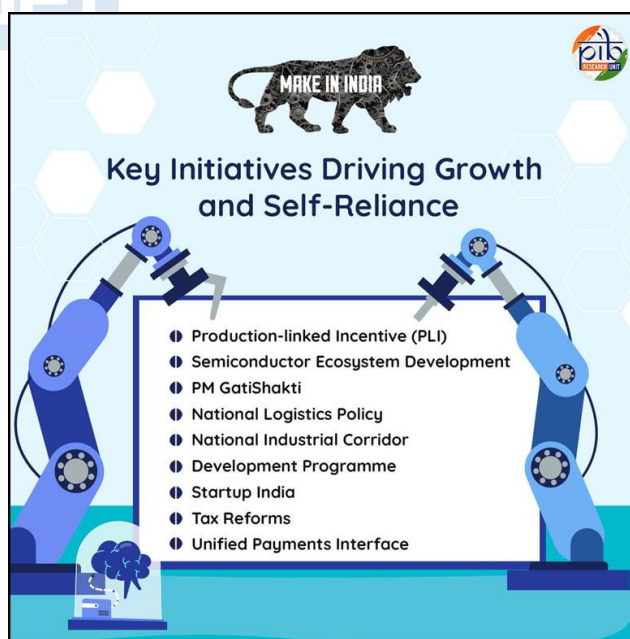 pib
RESEARCH UNIT
MAKE IN INDIA
Key Initiatives Driving Growth
and Self-Reliance
Production-linked Incentive (PLI)
Semiconductor Ecosystem Development
PM GatiShakti
National Logistics Policy
National Industrial Corridor
Development Programme
Startup India
Tax Reforms
Unified Payments Interface